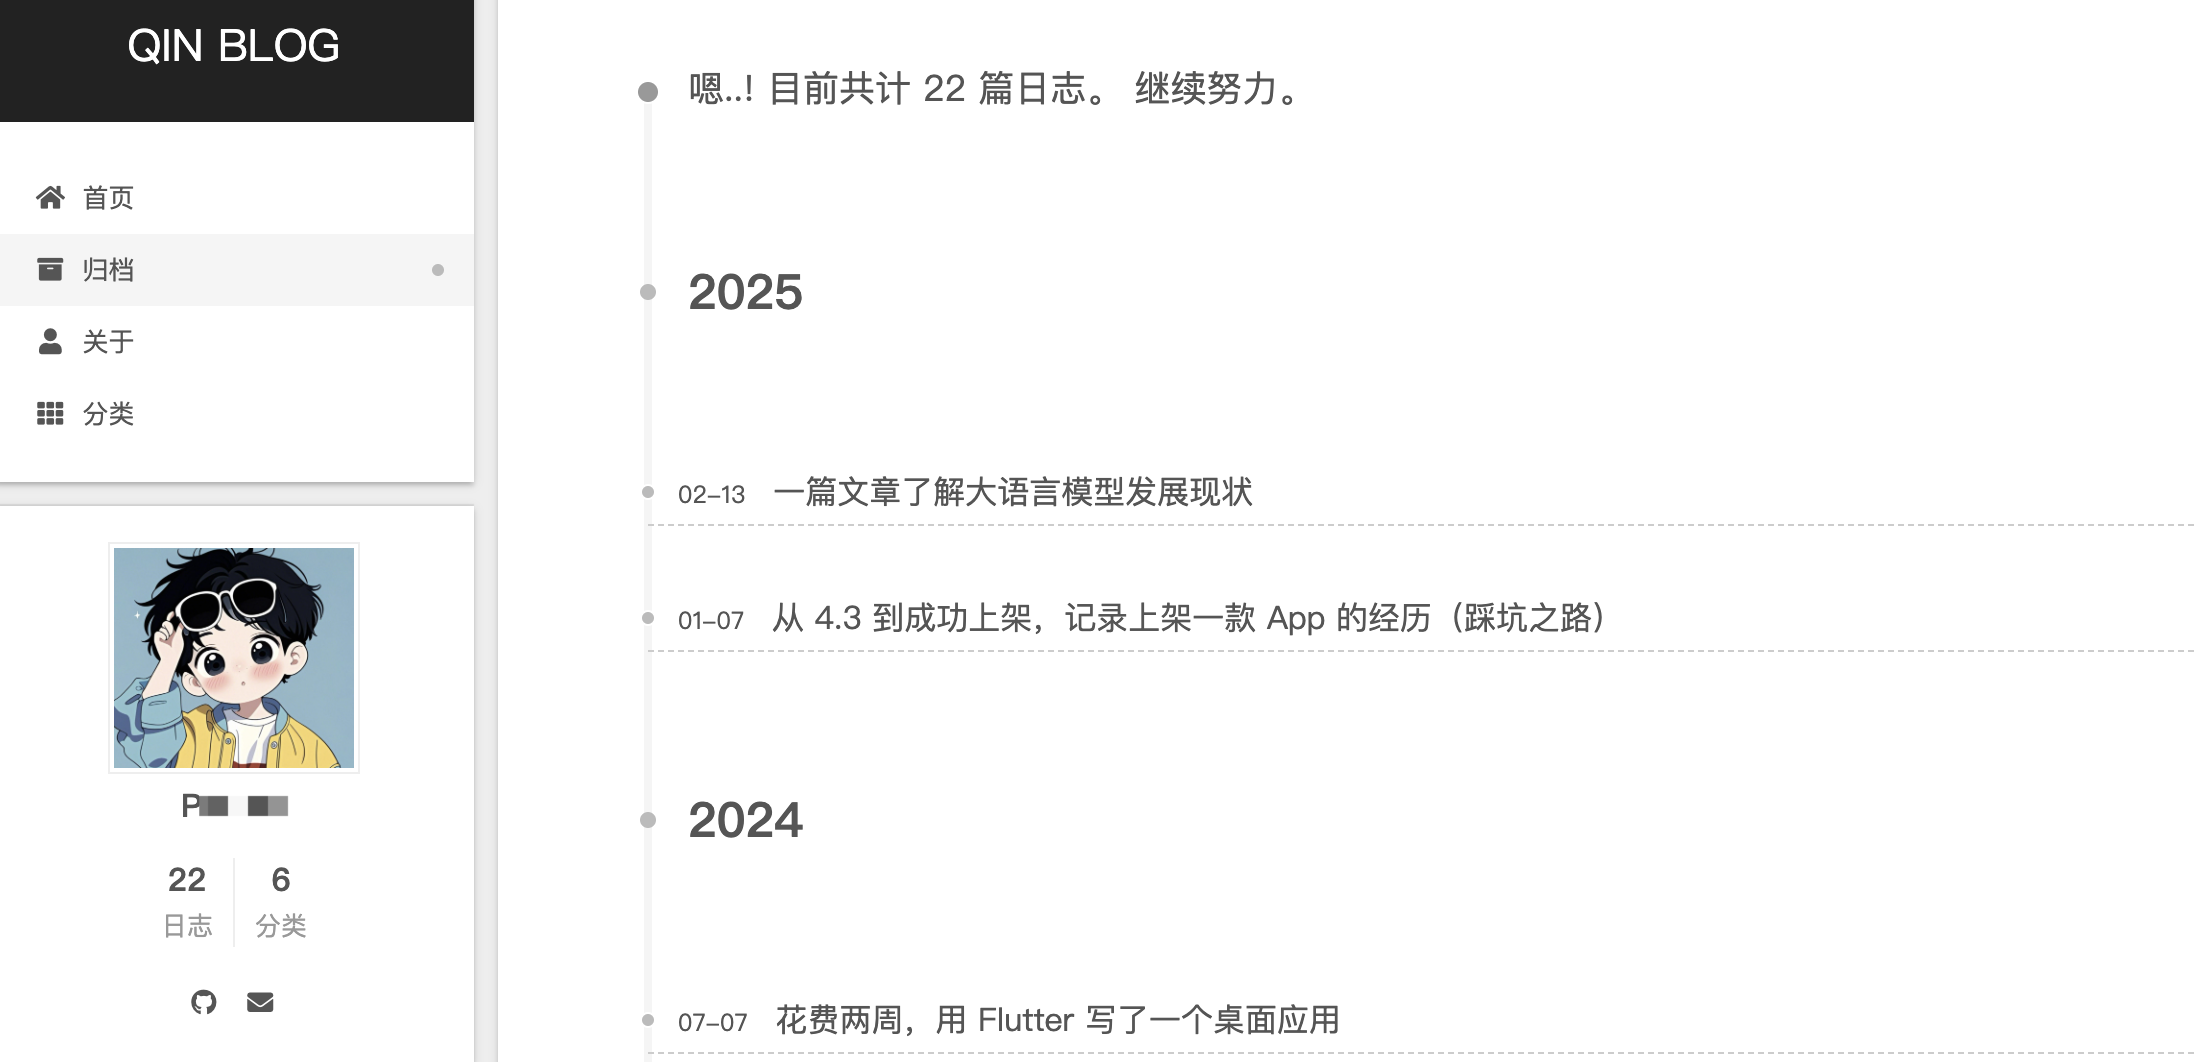 QIN BLOG
首页
归档
关于
分类
22
日志
6
分类
嗯..! 目前共计 22 篇日志。 继续努力。
2025
02-13 一篇文章了解大语言模型发展现状
01-07 从 4.3 到成功上架，记录上架一款 App 的经历（踩坑之路）
2024
07-07 花费两周，用 Flutter 写了一个桌面应用